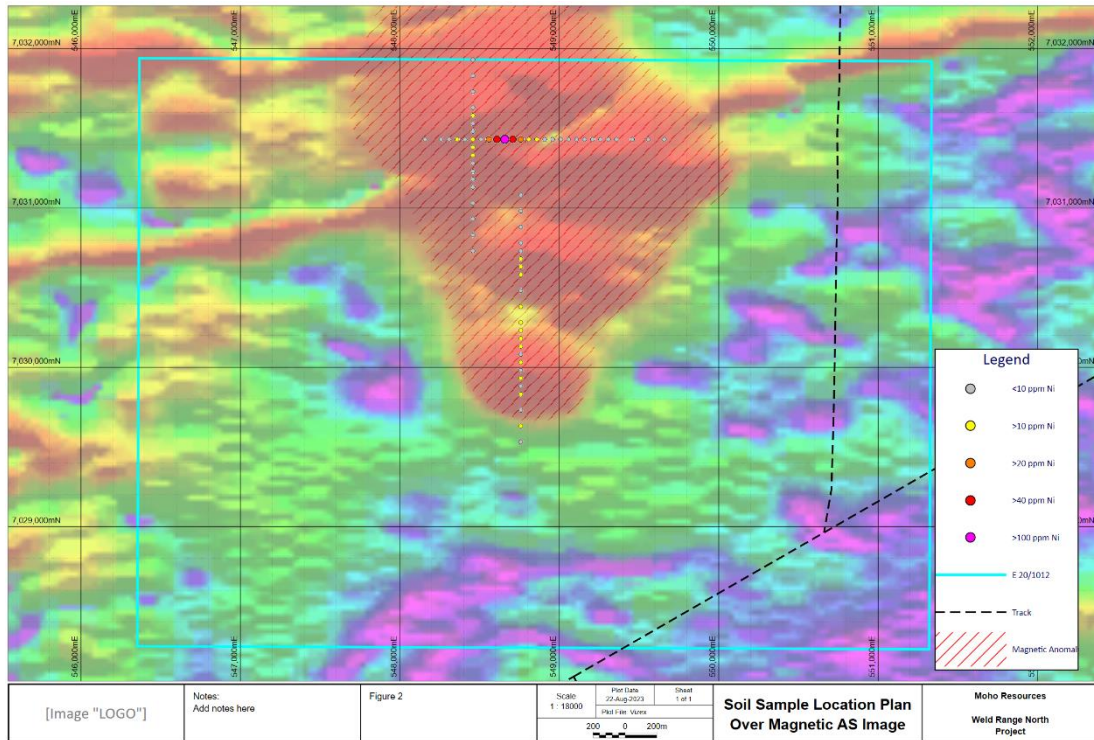 546,000mE
547,000mE
548,000mE
549,000mE
550,000mE
551,000mE
552,000mE
7,032,000mN
7,032,000mN
7,031,000mN
7,031,000mN
7,030,000mN
7,029,000mN
546,000mE
547,000mE
548,000mE
549,000mE
550,000mE
551,000mE
Legend
<10 ppm Ni
>10 ppm Ni
>20 ppm Ni
>40 ppm Ni
>100 ppm Ni
E 20/1012
Track
Magnetic Anomal
[Image "LOGO"]
Notes:
Add notes here
Figure 2
Scale
1 : 18000
Plot Date
22-Aug-2023
Sheet
1 of 1
Plot File: Vizex
200 0 200m
Soil Sample Location Plan
Over Magnetic AS Image
Moho Resources
Weld Range North
Project